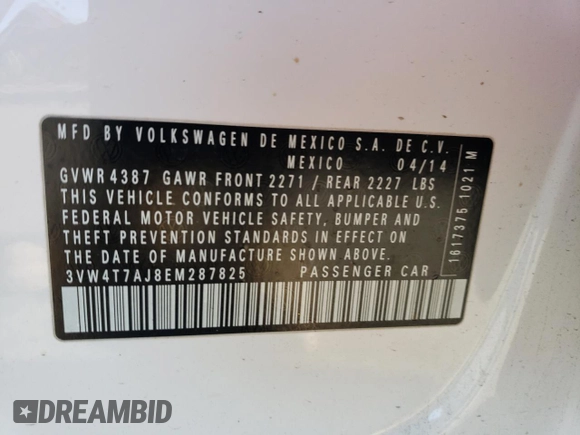 MFD BY VOLKSWAGEN DE MEXICO S.A. DE C.V.
MEXICO 04/14
GVWR 4387 GAWR FRONT 2271 / REAR 2227 LBS
THIS VEHICLE CONFORMS TO ALL APPLICABLE U.S.
FEDERAL MOTOR VEHICLE SAFETY, BUMPER AND
THEFT PREVENTION STANDARDS IN EFFECT ON
THE DATE OF MANUFACTURE SHOWN ABOVE.
3VW4T7AJ8EM287825 PASSENGER CAR
1617376 1021 M
DREAMBID